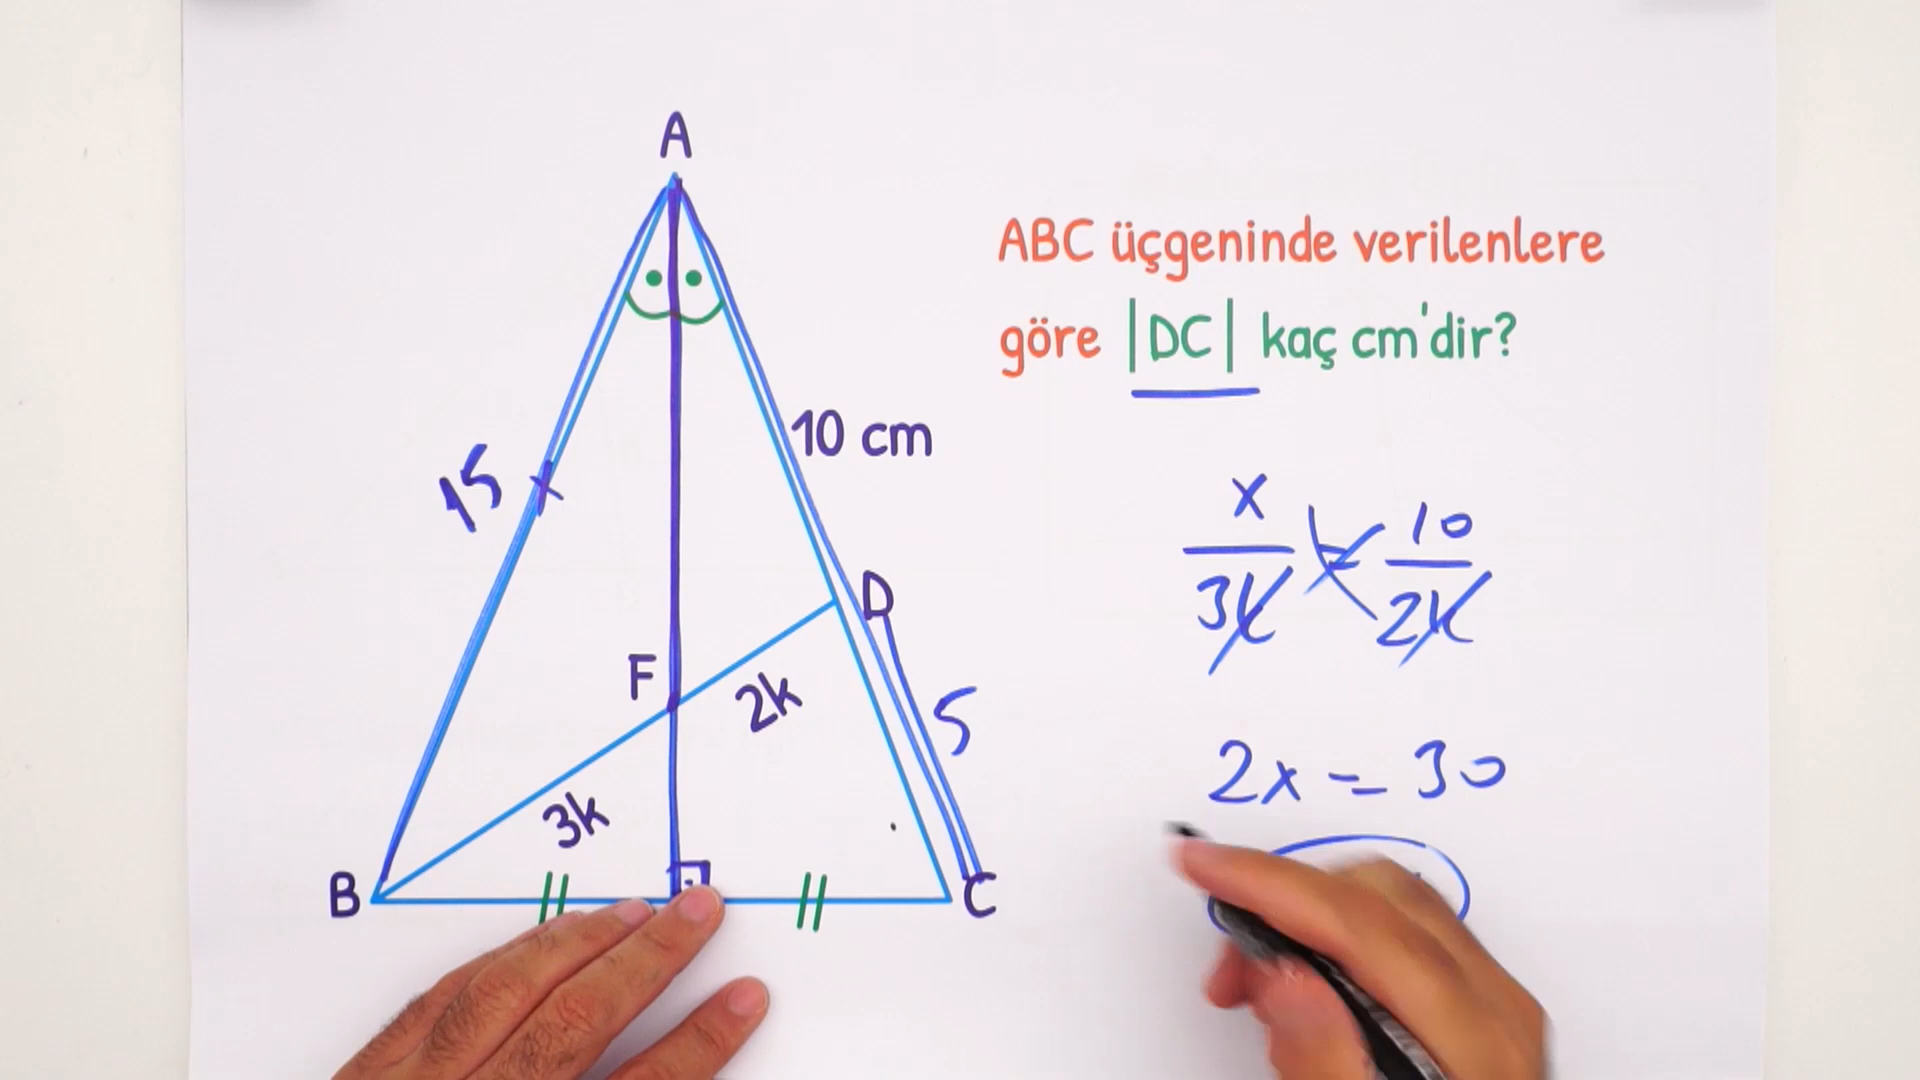 A
ABC üçgeninde verilenlere
göre |DC| kaç cm'dir?
10 cm
15
x
x
10
=
3k
2k
D
F
2k
5
2x = 30
3k
B
C